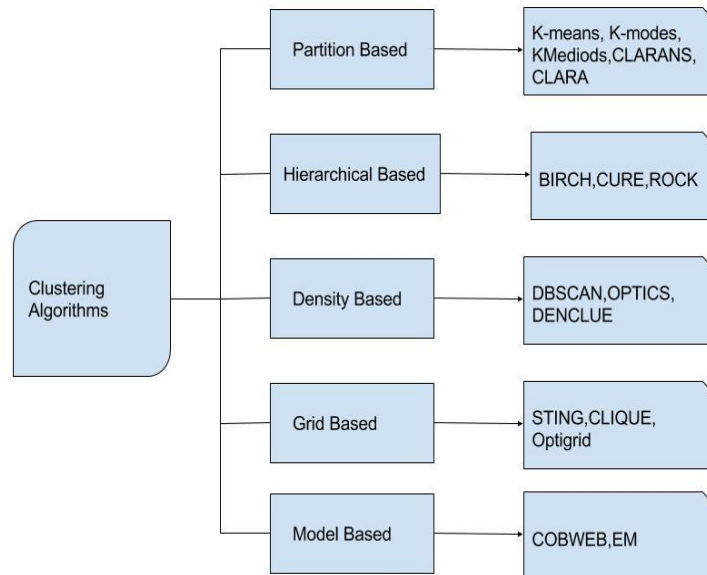 Clustering
Algorithms
Partition Based
K-means, K-modes,
KMediods,CLARANS,
CLARA
Hierarchical Based
BIRCH,CURE,ROCK
Density Based
DBSCAN,OPTICS,
DENCLUE
Grid Based
STING,CLIQUE,
Optigrid
Model Based
COBWEB,EM